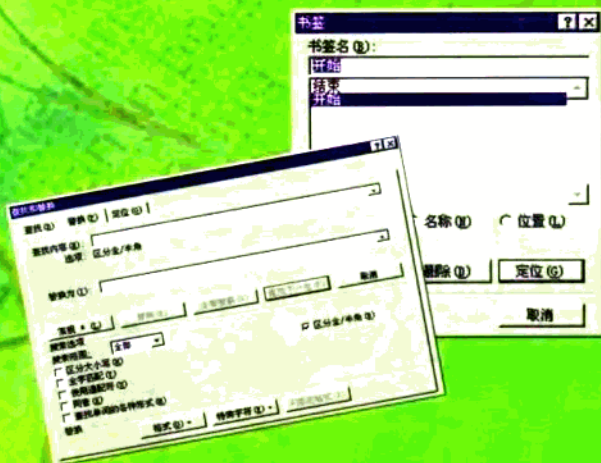 书签
书签名(B):
开始
结束
开始
名称(N) 位置(L)
删除(D) 定位(G)
取消
查找和替换
查找(D) 替换(P) 定位(G)
查找内容(N):
选项: 区分全/半角
替换为(I):
取消
搜索选项
搜索范围: 全部
区分大小写(H)
全字匹配(Y)
使用通配符(U)
同音(K)
查找单词的各种形式(W)
区分全/半角(M)
替换
格式(O) 特殊字符(E)